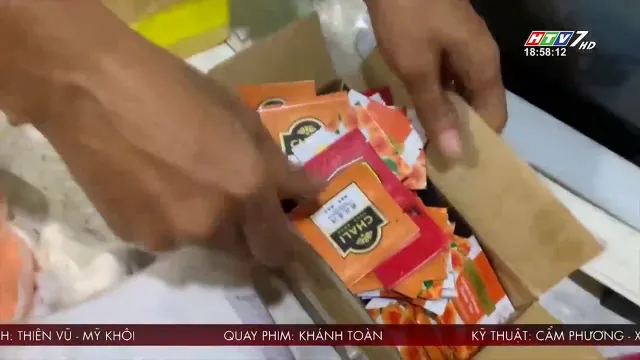 HTV7 HD
18:58:12
CHALI
CHALI
H: THIÊN VŨ - MỸ KHÔI QUAY PHIM: KHÁNH TOÀN KỸ THUẬT: CẨM PHƯƠNG - X